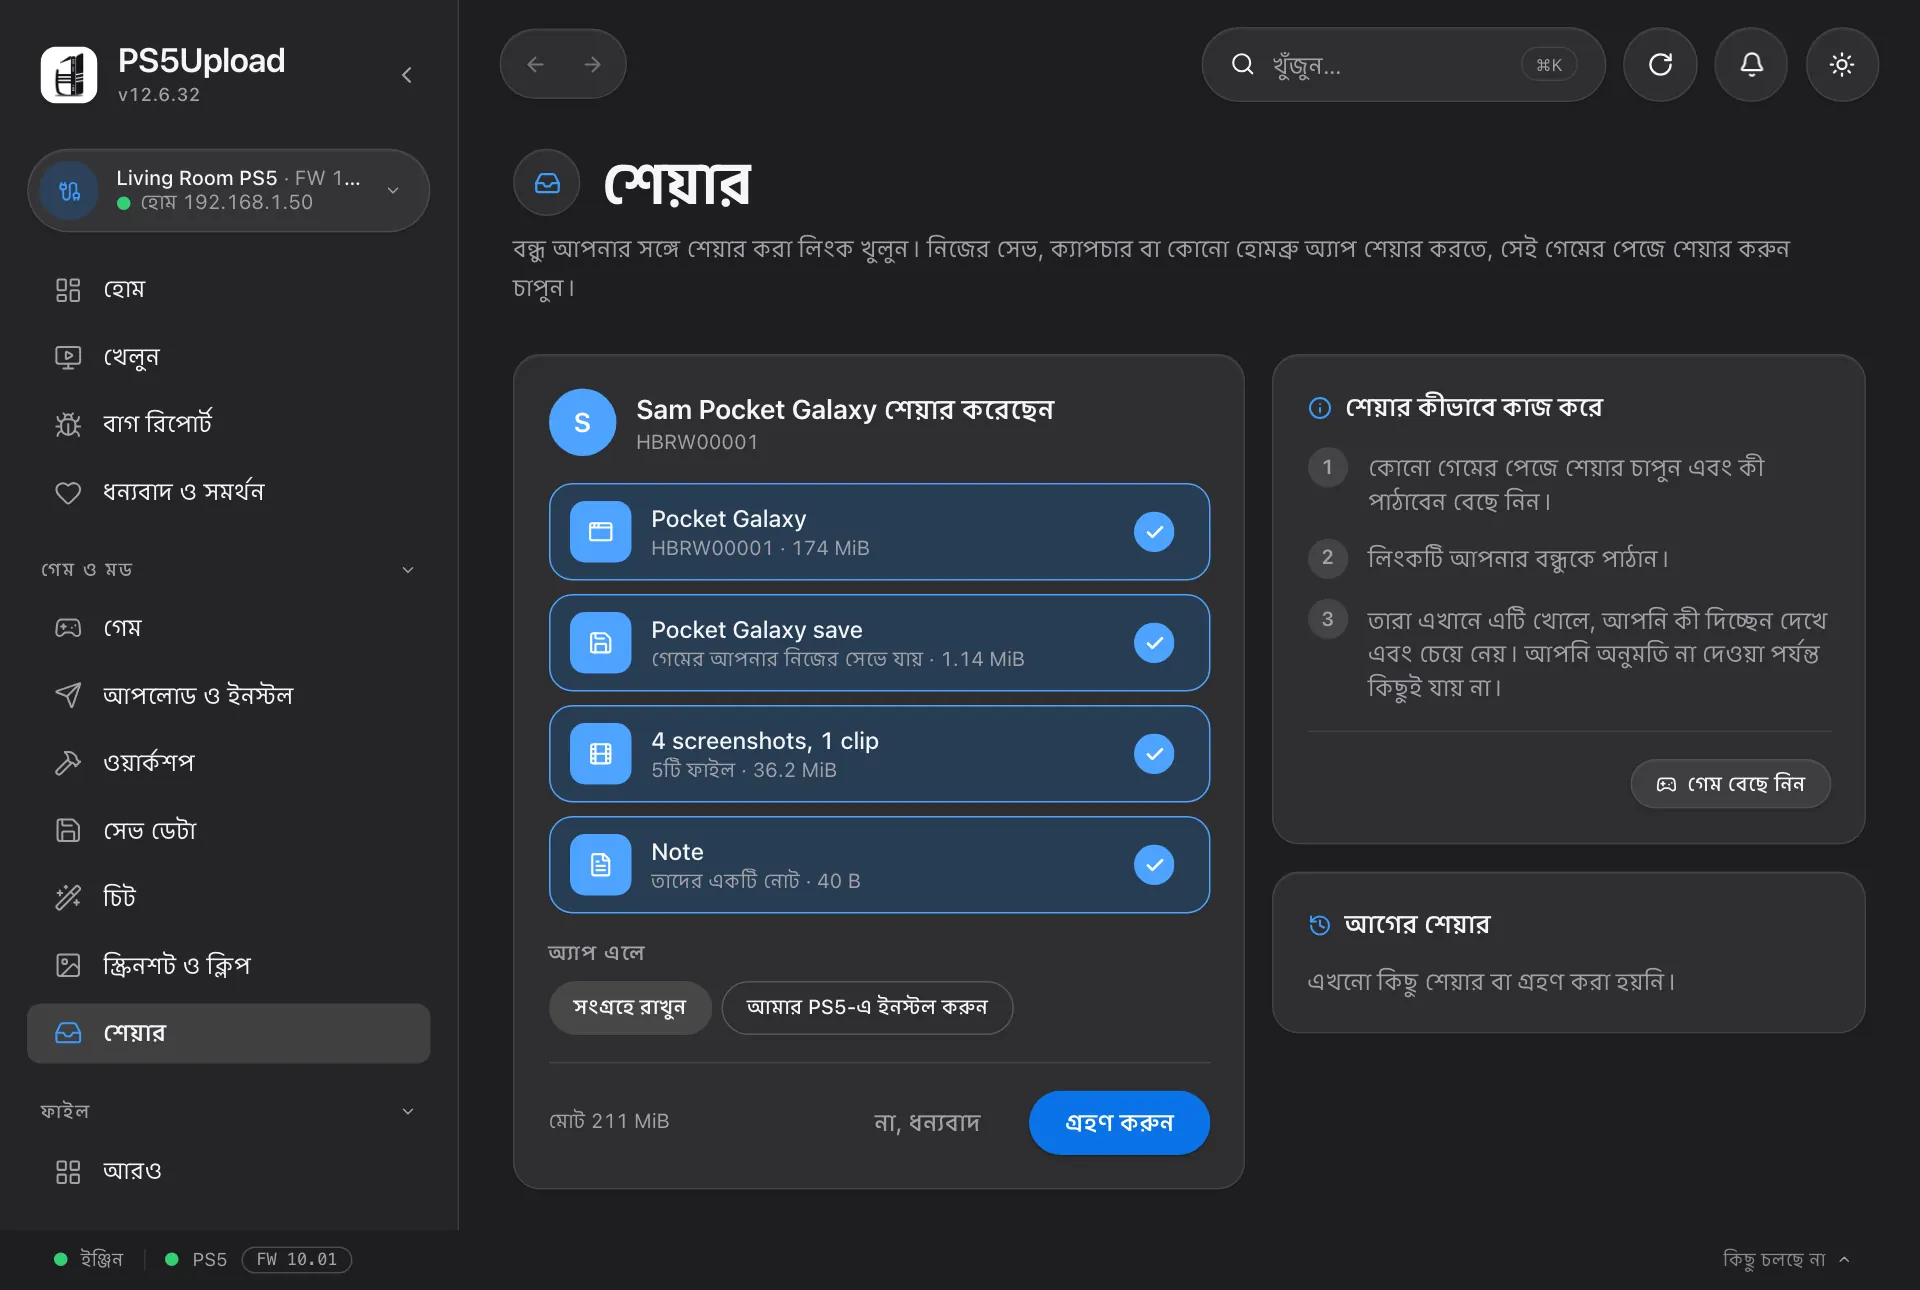 PS5Upload
v12.6.32
Living Room PS5 · FW 1...
হোম 192.168.1.50
হোম
খেলুন
বাগ রিপোর্ট
ধন্যবাদ ও সমর্থন
গেম ও মড
গেম
আপলোড ও ইনস্টল
ওয়ার্কশপ
সেভ ডেটা
চিট
স্ক্রিনশট ও ক্লিপ
শেয়ার
ফাইল
আরও
খুঁজুন...
⌘K
শেয়ার
বন্ধু আপনার সঙ্গে শেয়ার করা লিংক খুলুন। নিজের সেভ, ক্যাপচার বা কোনো হোমব্রু অ্যাপ শেয়ার করতে, সেই গেমের পেজে শেয়ার করুন
চাপুন।
S
Sam Pocket Galaxy শেয়ার করেছেন
HBRW00001
Pocket Galaxy
HBRW00001 · 174 MiB
Pocket Galaxy save
গেমের আপনার নিজের সেভে যায় · 1.14 MiB
4 screenshots, 1 clip
5টি ফাইল · 36.2 MiB
Note
তাদের একটি নোট · 40 B
অ্যাপ এলে
সংগ্রহে রাখুন
আমার PS5-এ ইনস্টল করুন
মোট 211 MiB
না, ধন্যবাদ
গ্রহণ করুন
শেয়ার কীভাবে কাজ করে
1
কোনো গেমের পেজে শেয়ার চাপুন এবং কী
পাঠাবেন বেছে নিন।
2
লিংকটি আপনার বন্ধুকে পাঠান।
3
তারা এখানে এটি খোলে, আপনি কী দিচ্ছেন দেখে
এবং চেয়ে নেয়। আপনি অনুমতি না দেওয়া পর্যন্ত
কিছুই যায় না।
গেম বেছে নিন
আগের শেয়ার
এখনো কিছু শেয়ার বা গ্রহণ করা হয়নি।
ইঞ্জিন
PS5
FW 10.01
কিছু চলছে না